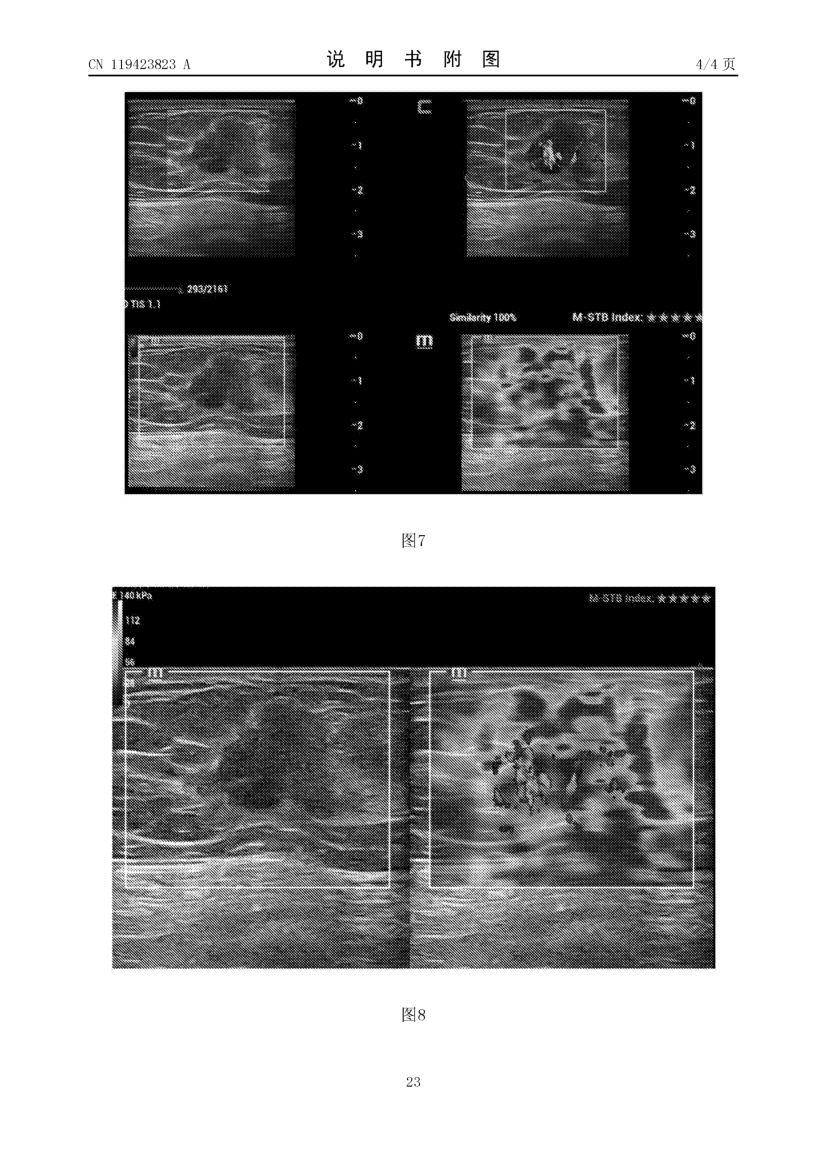 CN 119423823 A
说 明 书 附 图
4/4 页
0
1
2
3
C
0
1
2
3
293/2161
TIS 1.1
Similarity 100%
M-STB Index: ★★★★★
m
0
1
2
3
m
m
0
1
2
3
图7
E 140 kPa
M-STB Index: ★★★★★
112
84
56
28
m
m
图8
23